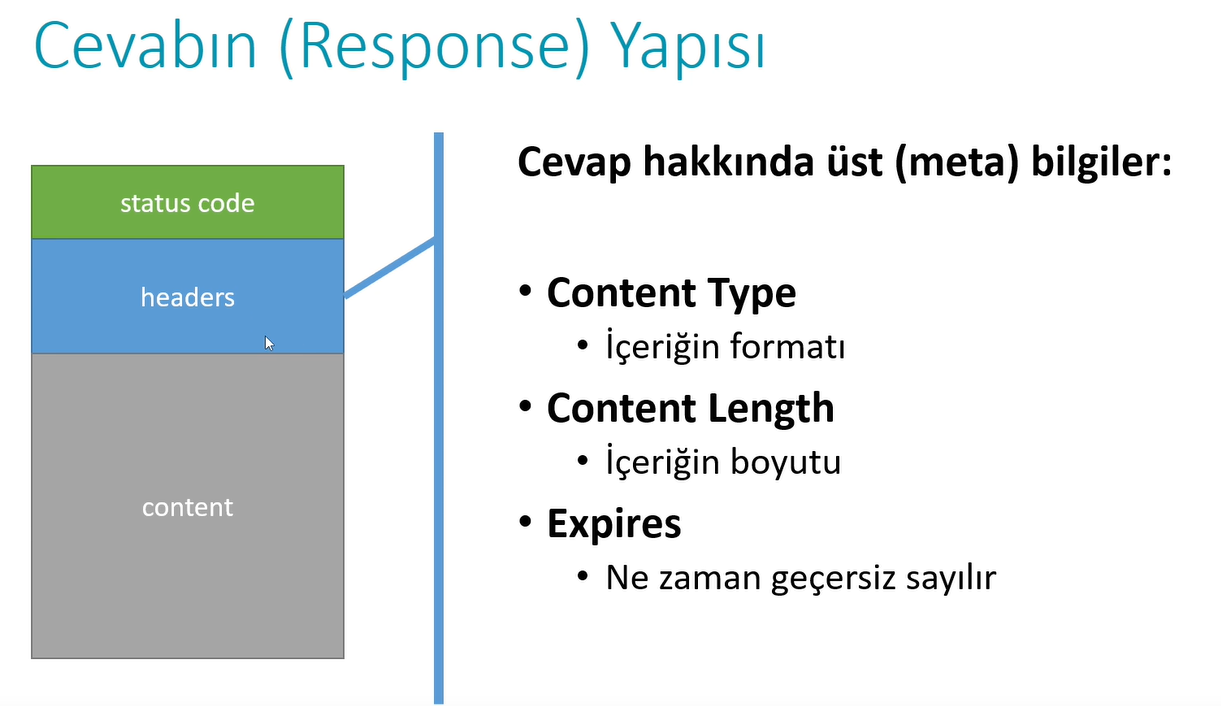 Cevabın (Response) Yapısı
status code
headers
content
Cevap hakkında üst (meta) bilgiler:
• Content Type
• İçeriğin formatı
• Content Length
• İçeriğin boyutu
• Expires
• Ne zaman geçersiz sayılır